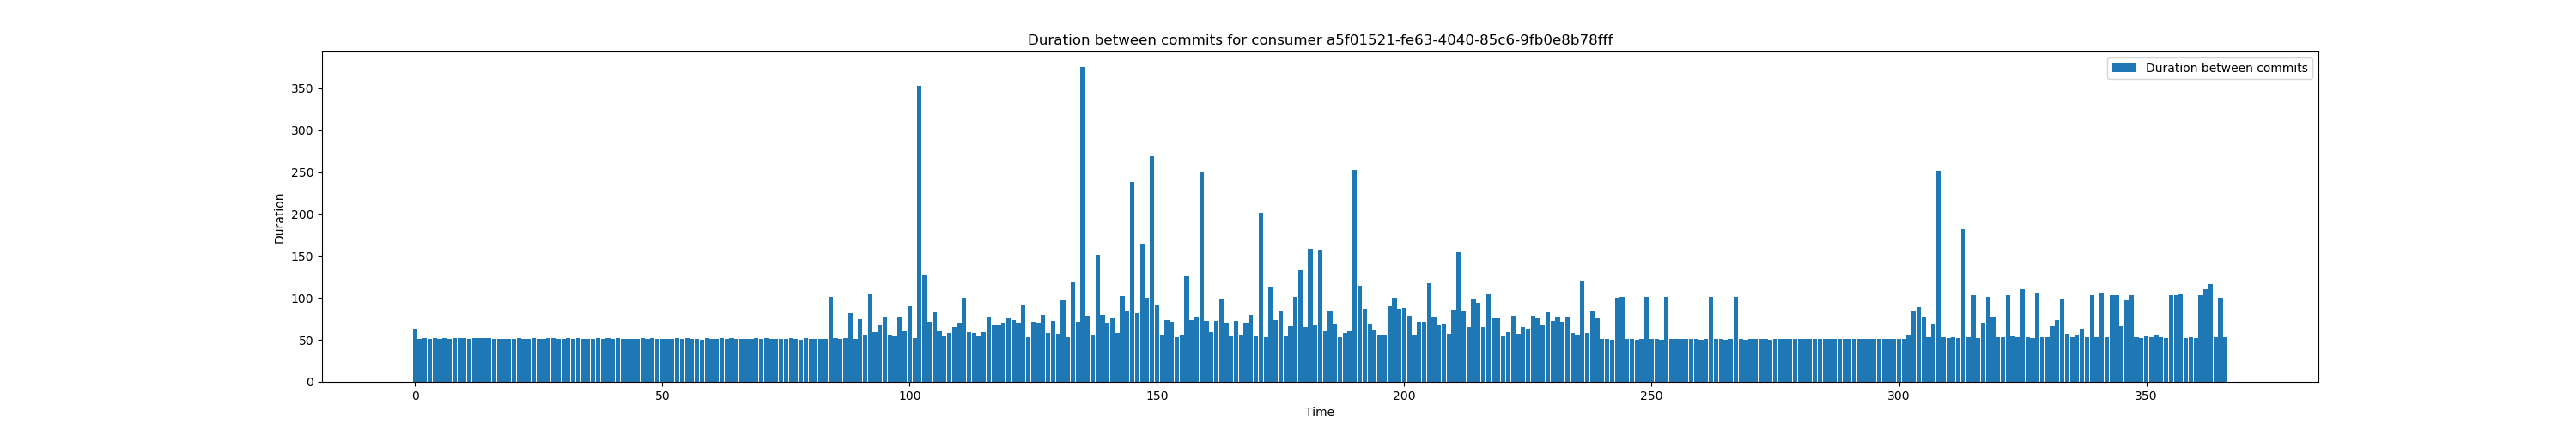 Duration between commits for consumer a5f01521-fe63-4040-85c6-9fb0e8b78fff
Duration between commits
350
300
250
200
150
100
50
0
Duration
0 50 100 150 200 250 300 350
Time